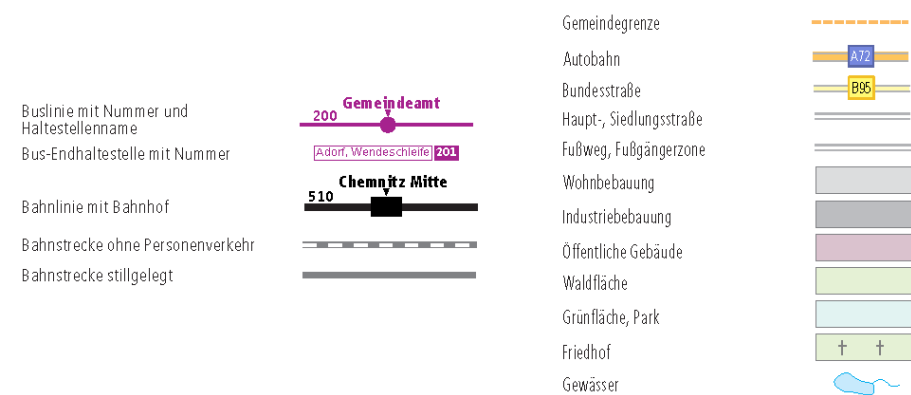 Buslinie mit Nummer und
Haltestellenname
Gemeindeamt
200
Bus-Endhaltestelle mit Nummer
Adorf, Wendeschleife 201
Chemnitz Mitte
510
Bahnlinie mit Bahnhof
Bahnstrecke ohne Personenverkehr
Bahnstrecke stillgelegt
Gemeindegrenze
Autobahn
A72
Bundesstraße
B95
Haupt-, Siedlungsstraße
Fußweg, Fußgängerzone
Wohnbebauung
Industriebebauung
Öffentliche Gebäude
Waldfläche
Grünfläche, Park
Friedhof
Gewässer